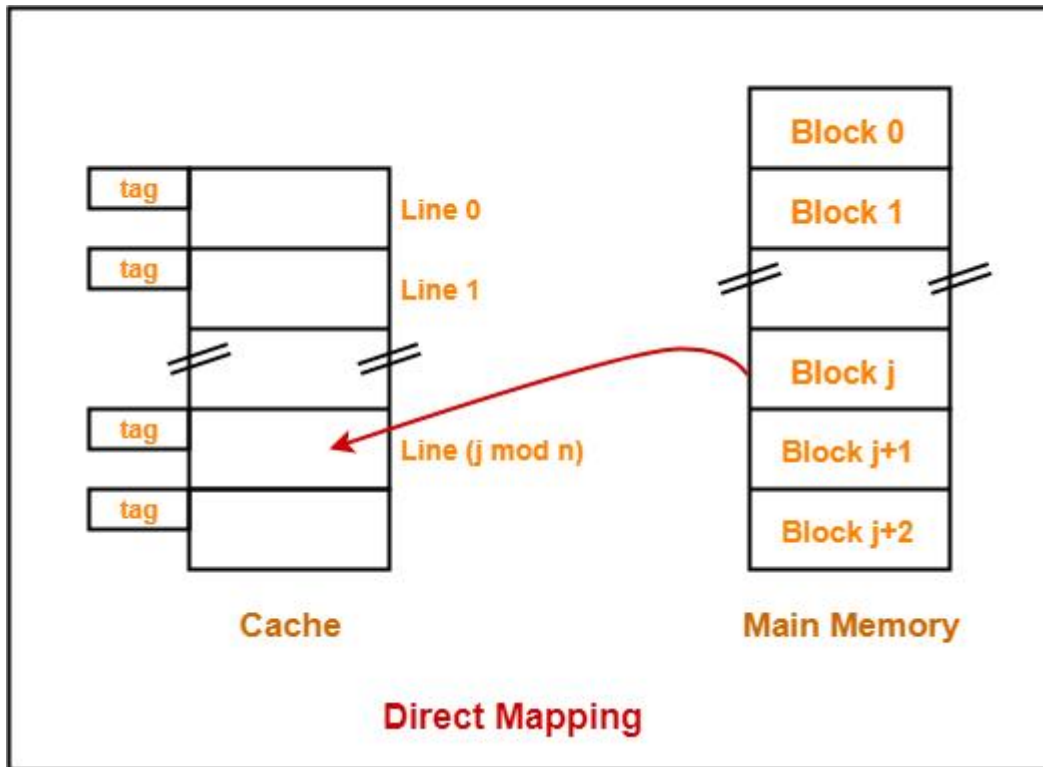 Block 0
tag
Line 0
Block 1
tag
Line 1
Block j
tag
Line (j mod n)
Block j+1
tag
Block j+2
Cache
Main Memory
Direct Mapping